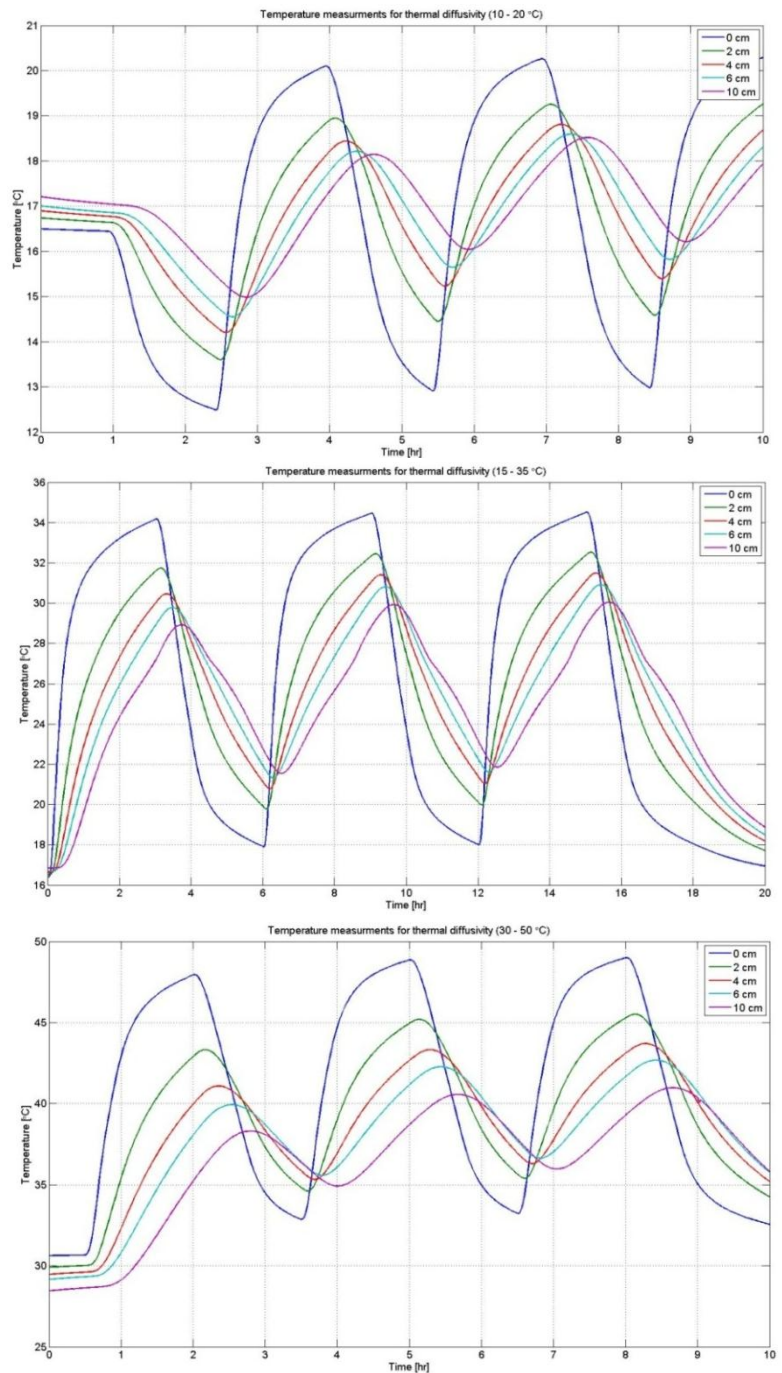 Temperature measurments for thermal diffusivity (10 - 20 °C)
21
20
19
18
17
16
15
14
13
12
Temperature [°C]
0 cm
2 cm
4 cm
6 cm
10 cm
0 1 2 3 4 5 6 7 8 9 10
Time [hr]
Temperature measurments for thermal diffusivity (15 - 35 °C)
36
34
32
30
28
26
24
22
20
18
16
Temperature [°C]
0 cm
2 cm
4 cm
6 cm
10 cm
0 2 4 6 8 10 12 14 16 18 20
Time [hr]
Temperature measurments for thermal diffusivity (30 - 50 °C)
50
45
40
35
30
25
Temperature [°C]
0 cm
2 cm
4 cm
6 cm
10 cm
0 1 2 3 4 5 6 7 8 9 10
Time [hr]